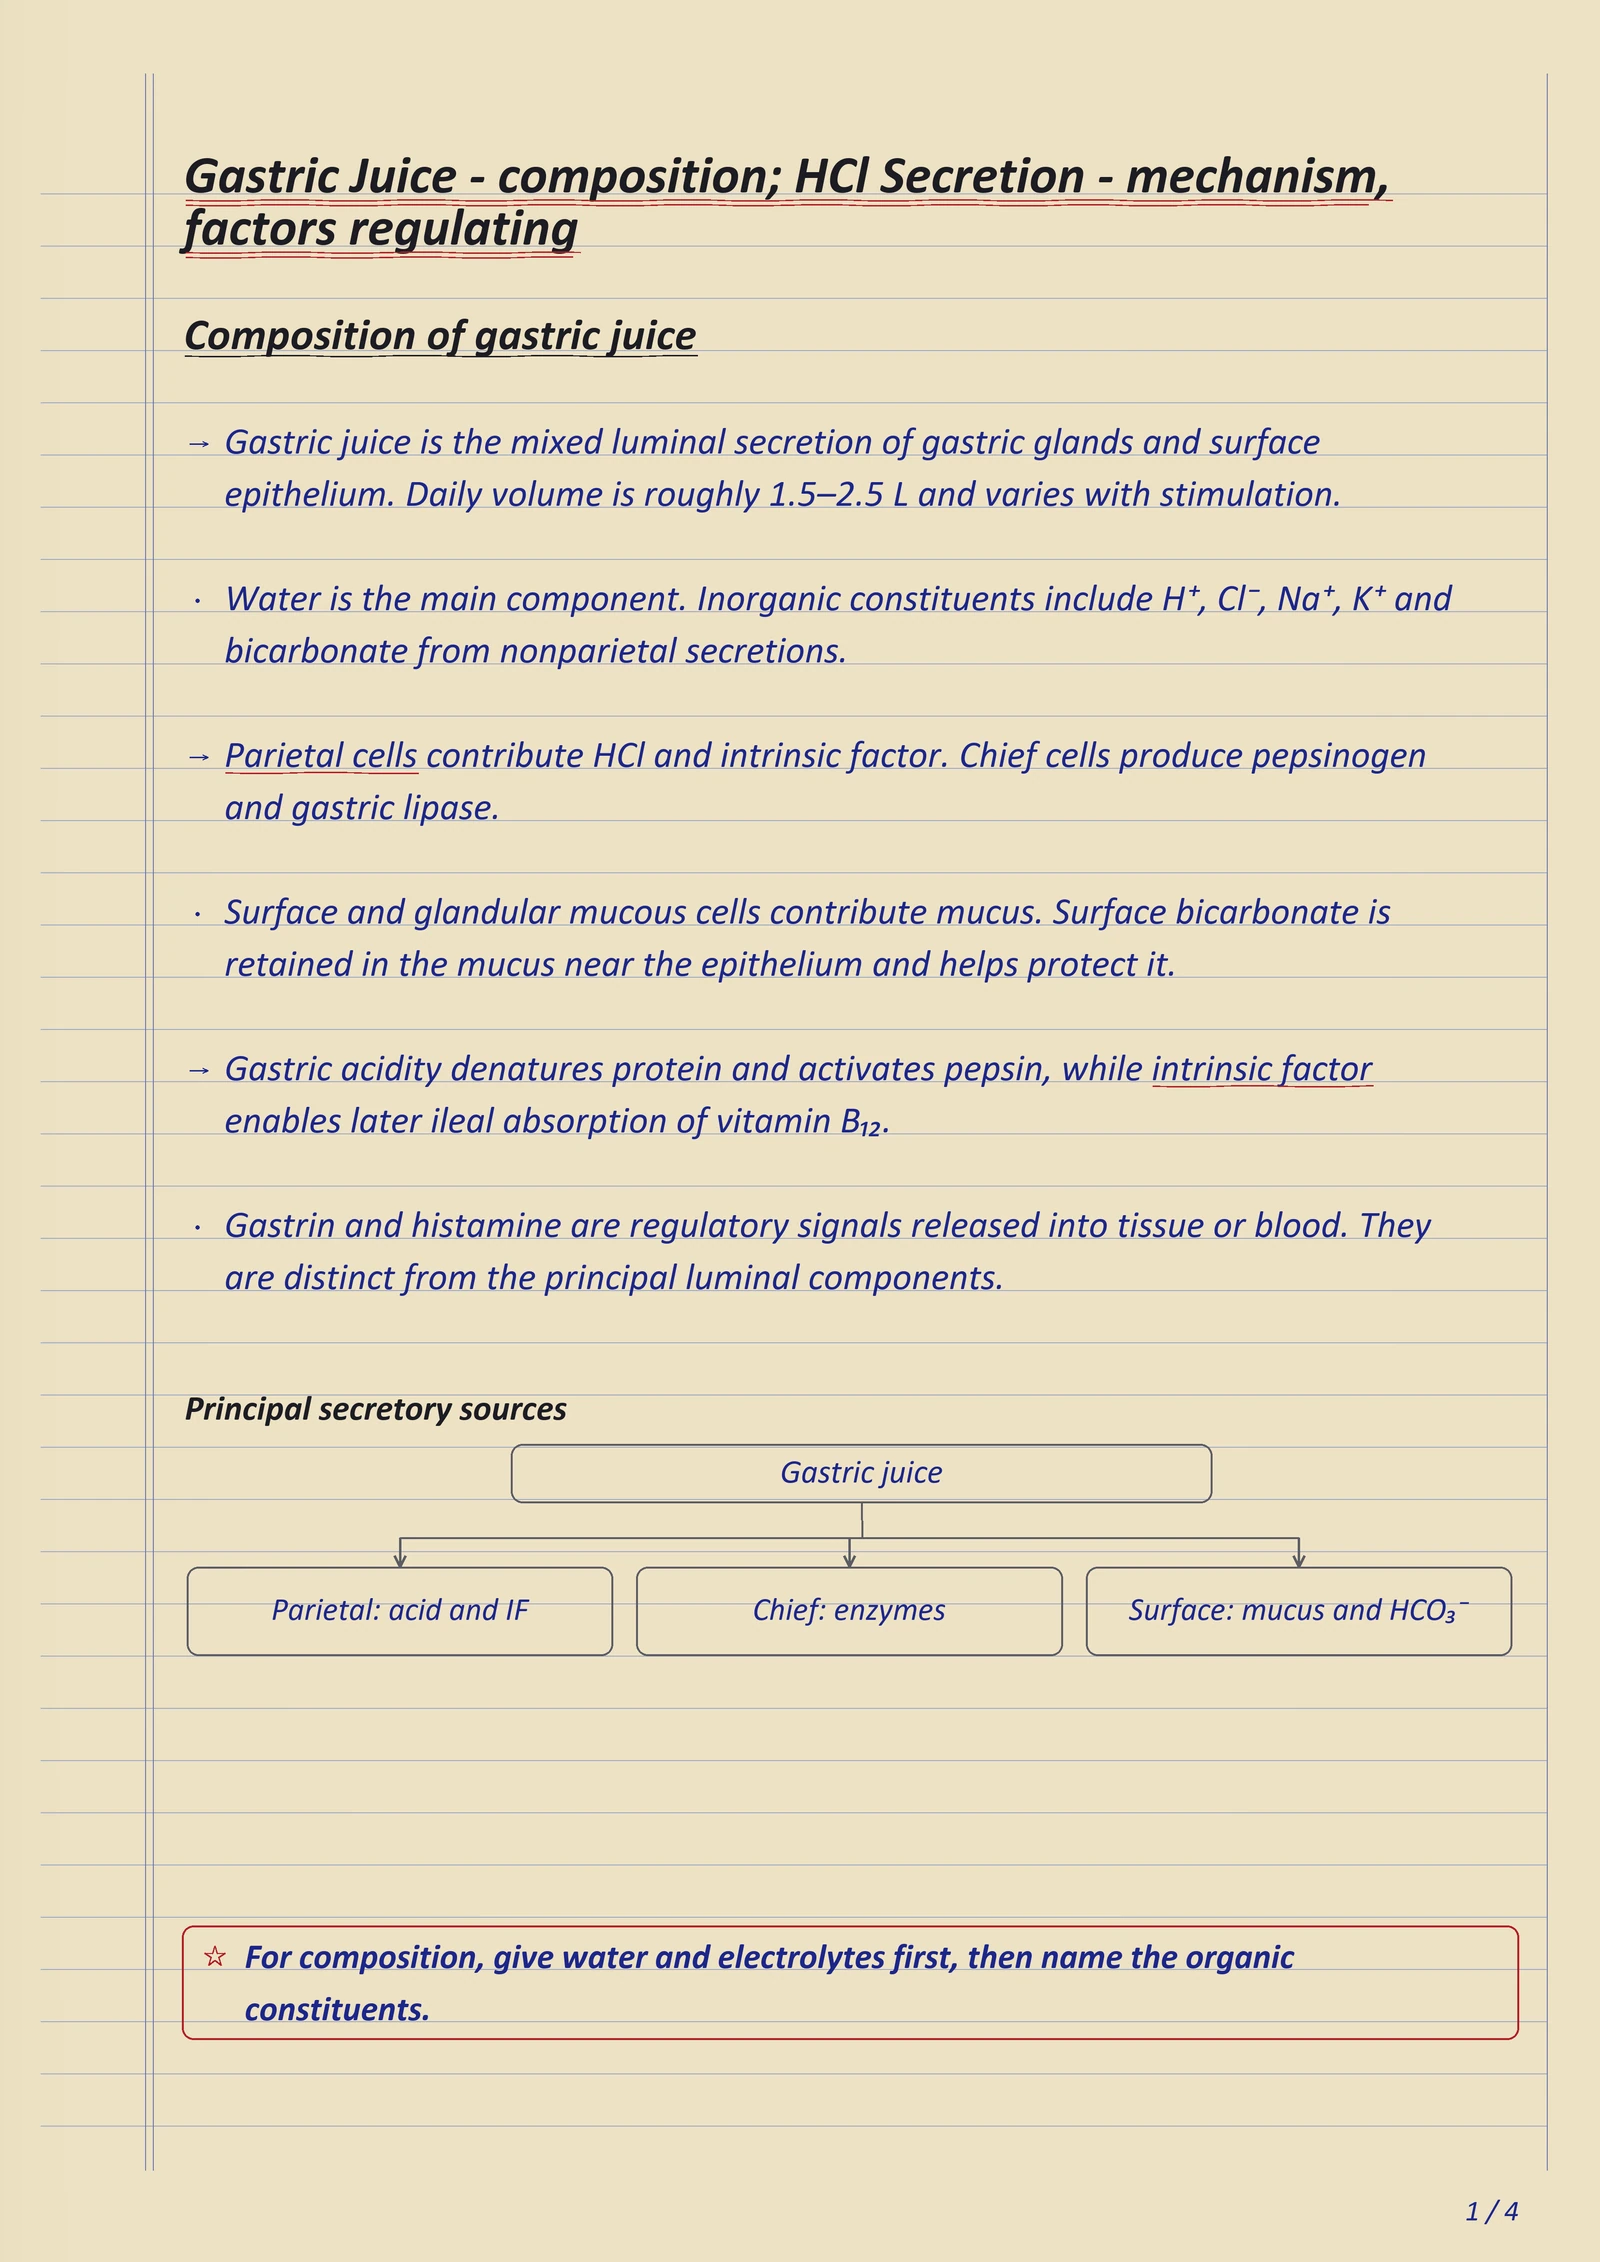 Gastric Juice - composition; HCl Secretion - mechanism,
factors regulating
Composition of gastric juice
→ Gastric juice is the mixed luminal secretion of gastric glands and surface
epithelium. Daily volume is roughly 1.5–2.5 L and varies with stimulation.
· Water is the main component. Inorganic constituents include H⁺, Cl⁻, Na⁺, K⁺ and
bicarbonate from nonparietal secretions.
→ Parietal cells contribute HCl and intrinsic factor. Chief cells produce pepsinogen
and gastric lipase.
· Surface and glandular mucous cells contribute mucus. Surface bicarbonate is
retained in the mucus near the epithelium and helps protect it.
→ Gastric acidity denatures protein and activates pepsin, while intrinsic factor
enables later ileal absorption of vitamin B₁₂.
· Gastrin and histamine are regulatory signals released into tissue or blood. They
are distinct from the principal luminal components.
Principal secretory sources
Gastric juice
Parietal: acid and IF
Chief: enzymes
Surface: mucus and HCO₃⁻
☆ For composition, give water and electrolytes first, then name the organic
constituents.
1 / 4